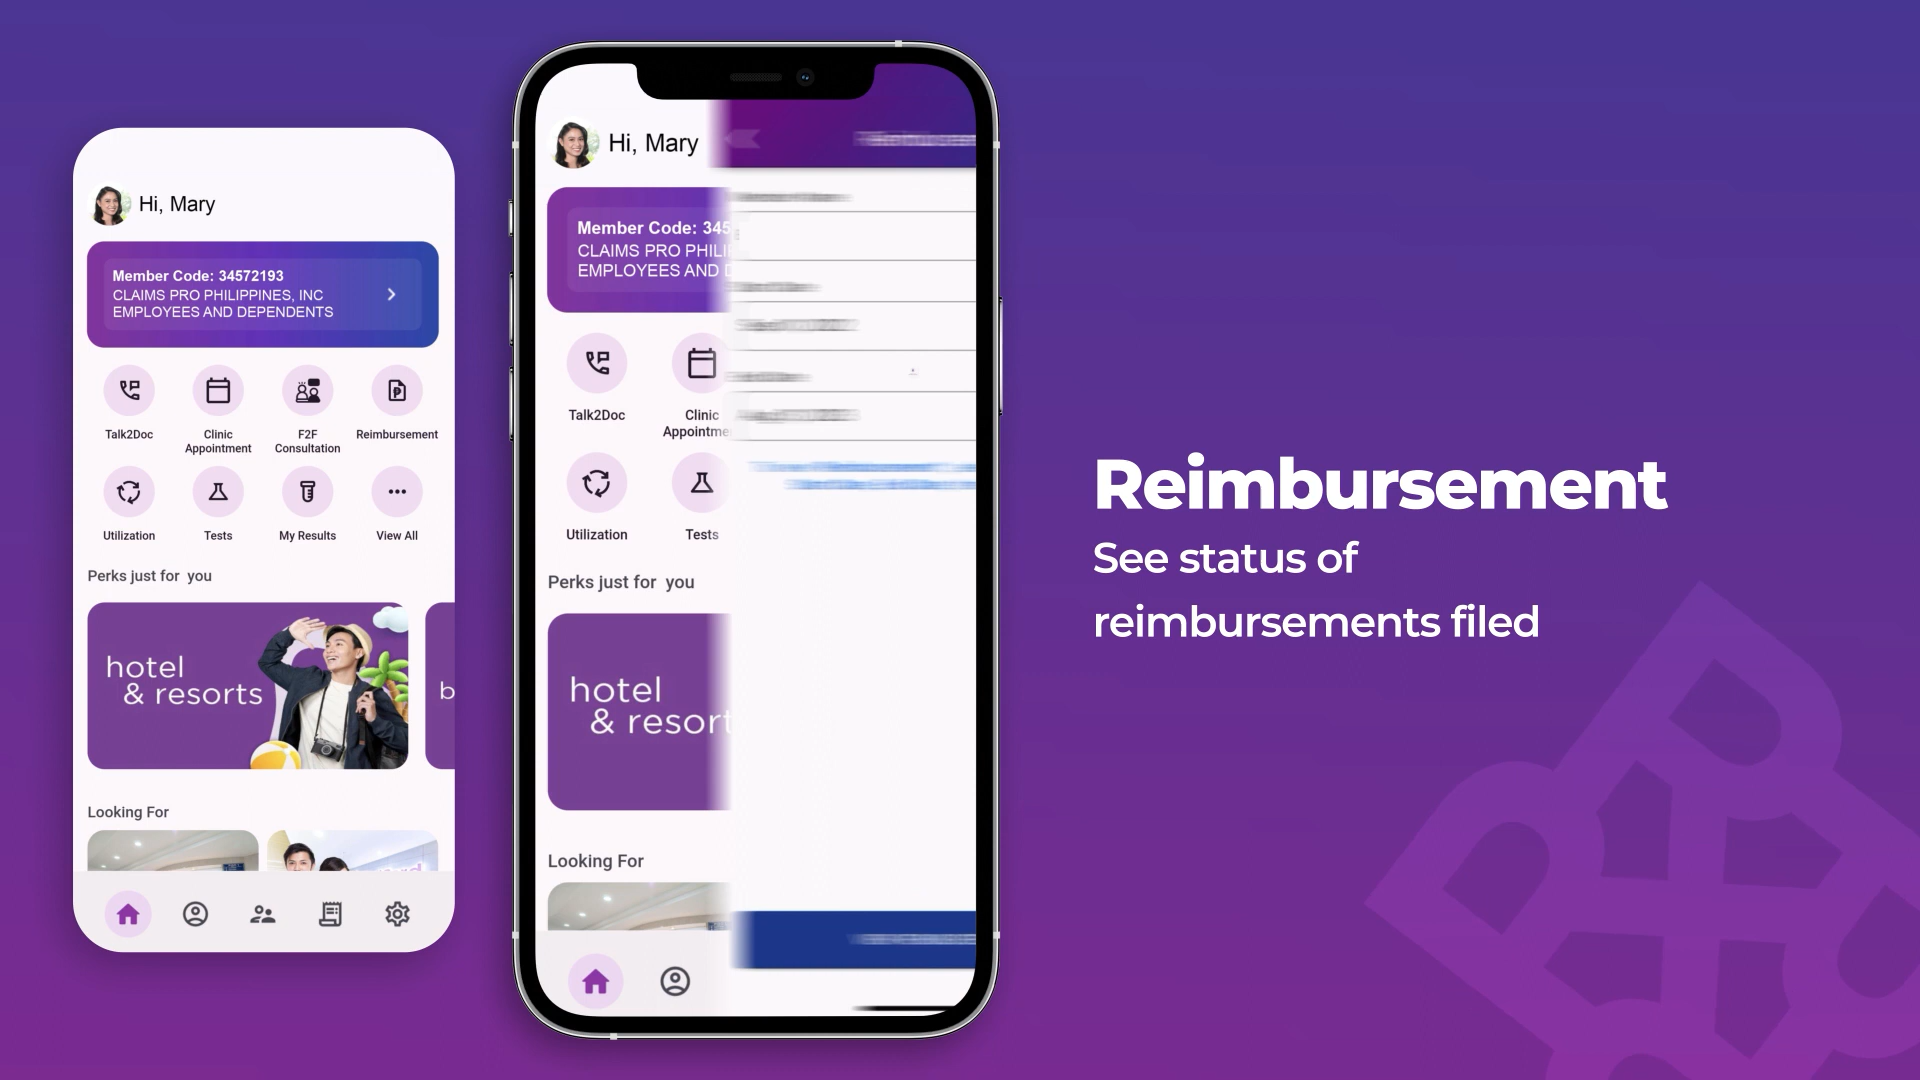 Hi, Mary
Member Code: 34572193
CLAIMS PRO PHILIPPINES, INC
EMPLOYEES AND DEPENDENTS
Talk2Doc
Clinic
Appointment
F2F
Consultation
Reimbursement
Utilization
Tests
My Results
View All
Perks just for you
hotel
& resorts
b
Looking For
Hi, Mary
Member Code: 345
CLAIMS PRO PHILI
EMPLOYEES AND D
Talk2Doc
Clinic
Appointme
Utilization
Tests
Perks just for you
hotel
& resort
Looking For
Reimbursement
See status of
reimbursements filed